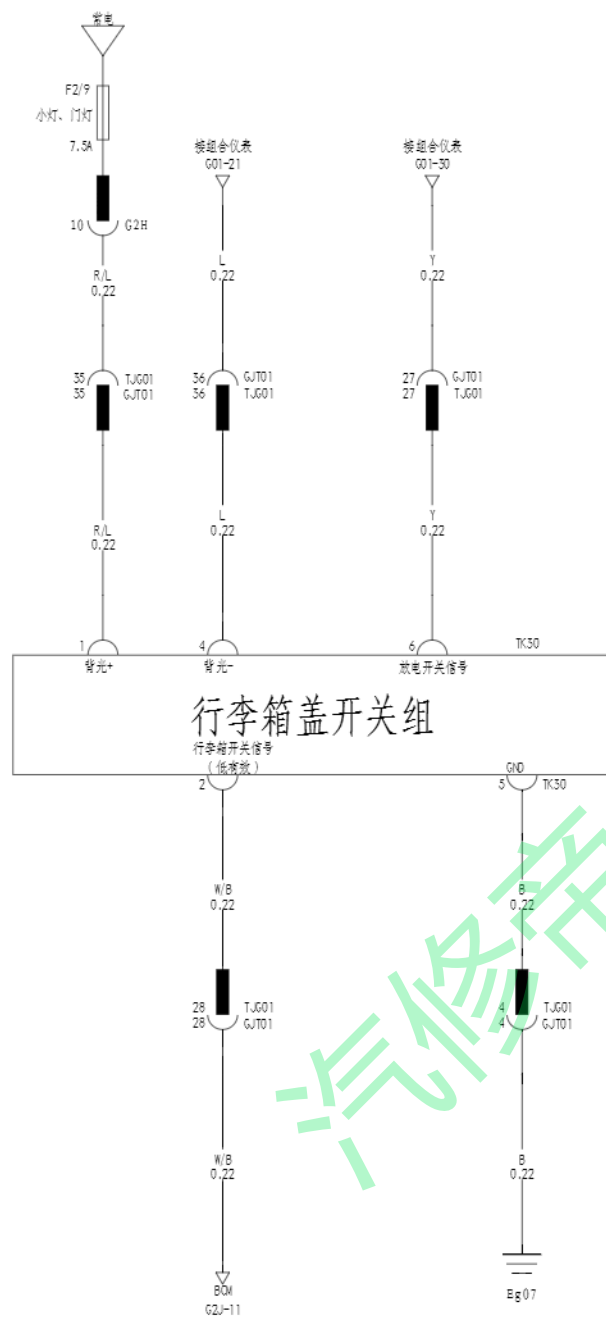 常电
F2/9
小灯、门灯
7.5A
接组合仪表
G01-21
接组合仪表
G01-30
10 G2H
R/L
0.22
L
0.22
Y
0.22
35 TJG01
35 GJT01
36 GJT01
36 TJG01
27 GJT01
27 TJG01
R/L
0.22
L
0.22
Y
0.22
1
4
6
TK30
背光+
背光-
放电开关信号
行李箱盖开关组
行李箱开关信号
(低有效)
GND
2
5
TK30
W/B
0.22
B
0.22
28 TJG01
28 GJT01
4 TJG01
4 GJT01
W/B
0.22
B
0.22
BCM
G2J-11
Eg07
汽修帝